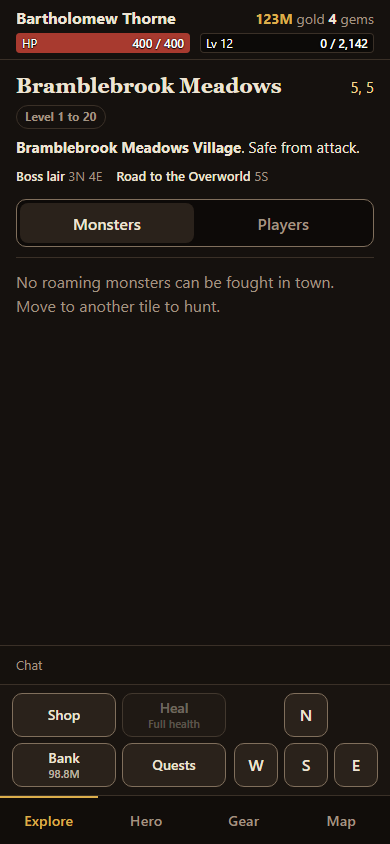 Bartholomew Thorne 123M gold 4 gems
HP 400 / 400 Lv 12 0 / 2,142
Bramblebrook Meadows 5, 5
Level 1 to 20
Bramblebrook Meadows Village. Safe from attack.
Boss lair 3N 4E Road to the Overworld 5S
Monsters Players
No roaming monsters can be fought in town.
Move to another tile to hunt.
Chat
Shop Heal N
Full health
Bank Quests W S E
98.8M
Explore Hero Gear Map